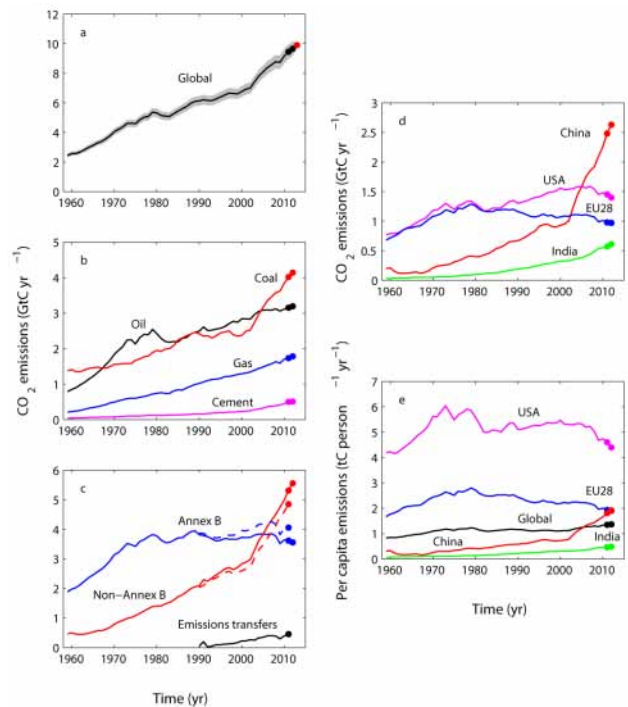 a
Global
12
10
8
6
4
2
0
1960 1970 1980 1990 2000 2010
b
Coal
Oil
Gas
Cement
5
4
3
2
1
0
1960 1970 1980 1990 2000 2010
CO2 emissions (GtC yr −1)
c
Annex B
Non−Annex B
Emissions transfers
6
5
4
3
2
1
0
1960 1970 1980 1990 2000 2010
Time (yr)
d
China
USA
EU28
India
3
2.5
2
1.5
1
0.5
0
1960 1970 1980 1990 2000 2010
CO2 emissions (GtC yr −1)
e
USA
EU28
Global
China
India
7
6
5
4
3
2
1
0
1960 1970 1980 1990 2000 2010
Per capita emissions (tC person −1 yr−1)
Time (yr)